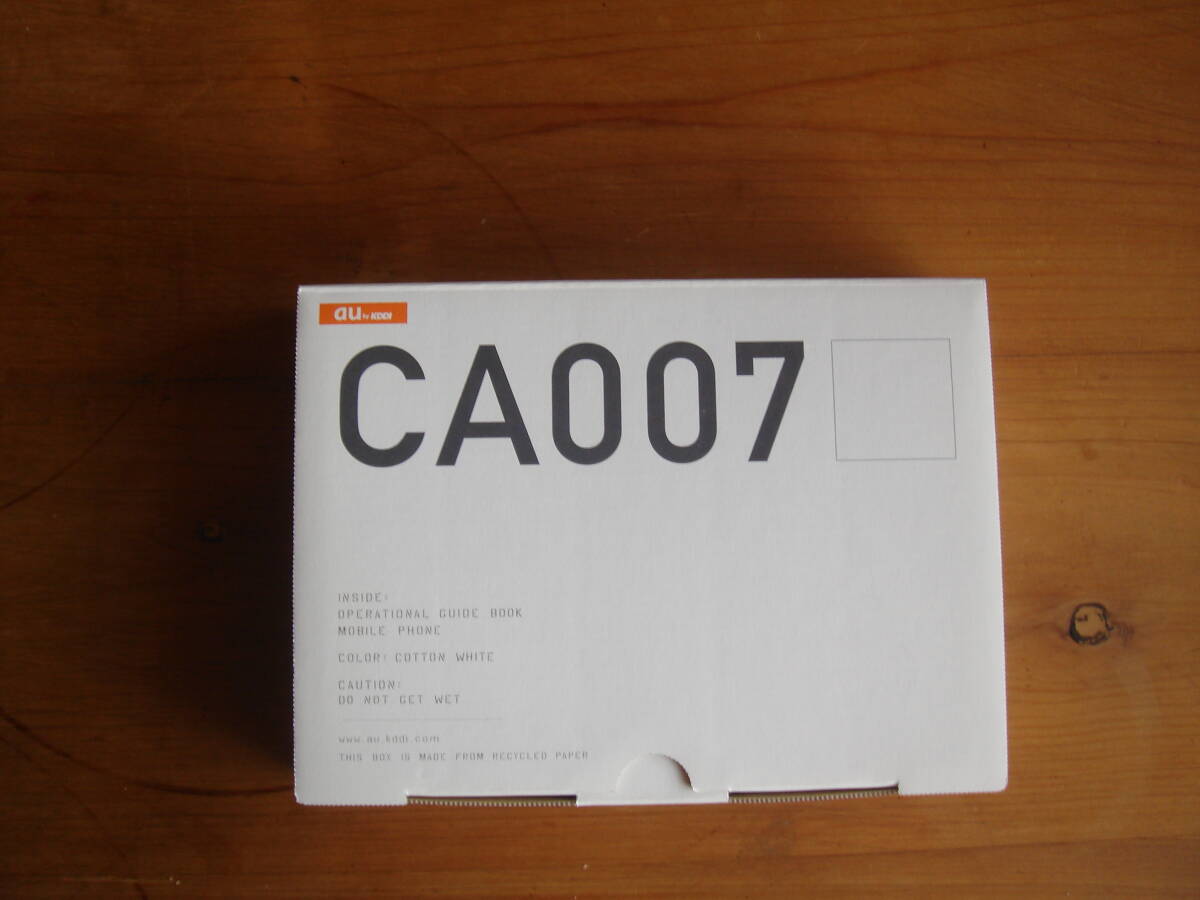 au by KDDI
CA007
INSIDE:
OPERATIONAL GUIDE BOOK
MOBILE PHONE
COLOR: COTTON WHITE
CAUTION:
DO NOT GET WET
www.au.kddi.com
THIS BOX IS MADE FROM RECYCLED PAPER